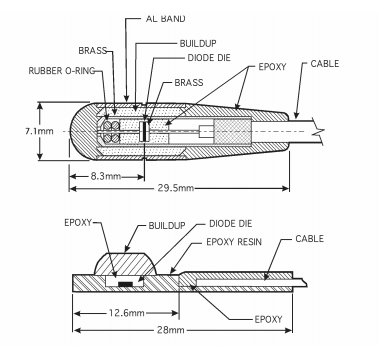 AL BAND
BRASS
BUILDUP
DIODE DIE
RUBBER O-RING
EPOXY
CABLE
BRASS
7.1mm
8.3mm
29.5mm
EPOXY
BUILDUP
DIODE DIE
EPOXY RESIN
CABLE
12.6mm
EPOXY
28mm